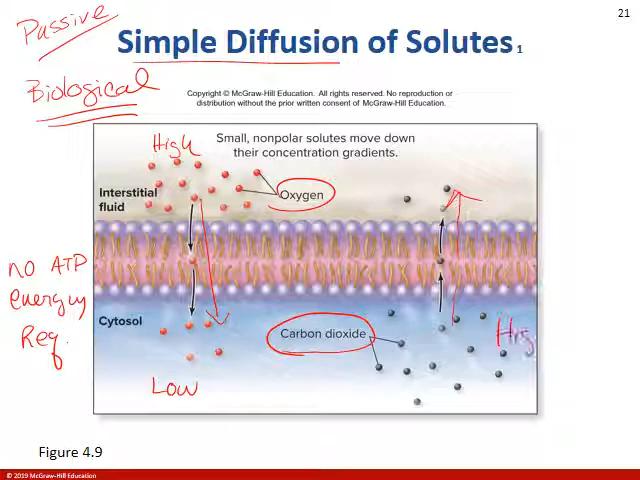 21
Passive
Simple Diffusion of Solutes 1
Biological
Copyright © McGraw-Hill Education. All rights reserved. No reproduction or
distribution without the prior written consent of McGraw-Hill Education.
High
Small, nonpolar solutes move down
their concentration gradients.
Interstitial
fluid
Oxygen
no ATP
energy
Req.
Cytosol
Carbon dioxide
Hig
Low
Figure 4.9
© 2019 McGraw-Hill Education